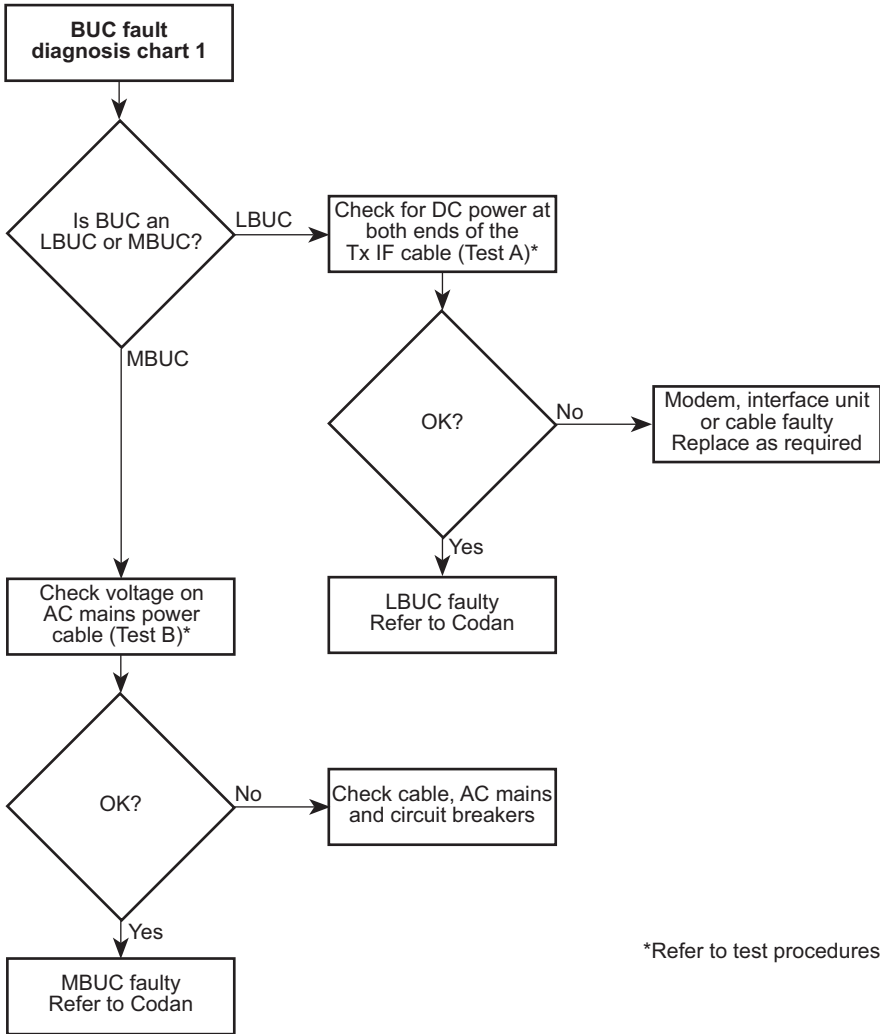 BUC fault
diagnosis chart 1
Is BUC an
LBUC or MBUC?
LBUC
Check for DC power at
both ends of the
Tx IF cable (Test A)*
MBUC
OK?
No
Modem, interface unit
or cable faulty
Replace as required
Yes
LBUC faulty
Refer to Codan
Check voltage on
AC mains power
cable (Test B)*
OK?
No
Check cable, AC mains
and circuit breakers
Yes
MBUC faulty
Refer to Codan
*Refer to test procedures